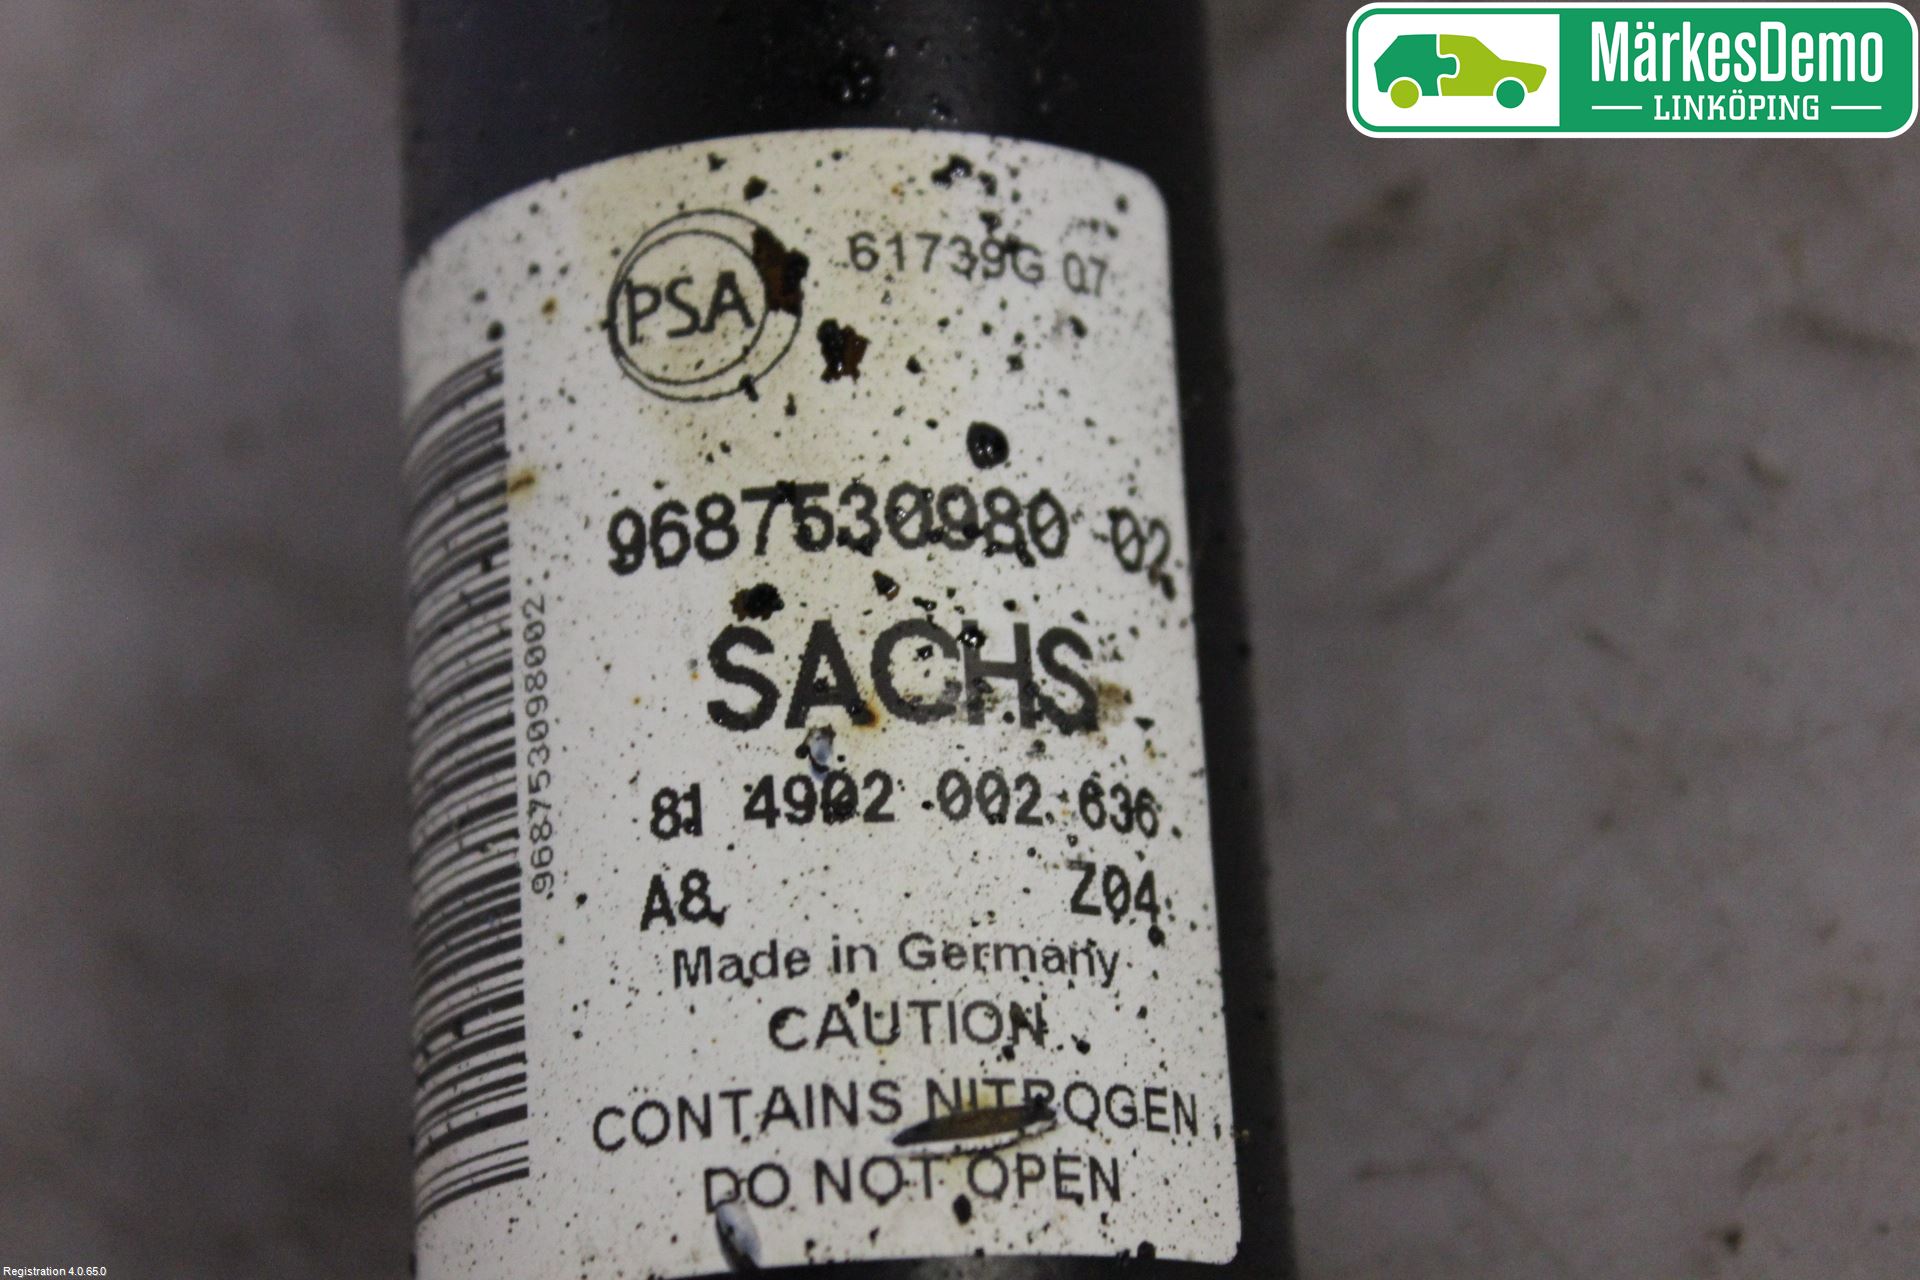 MärkesDemo
LINKÖPING
PSA
61739G 07
9687530980 02
SACHS
81 4902 002 636
A8 Z04
Made in Germany
CAUTION
CONTAINS NITROGEN
DO NOT OPEN
968753098002
Registration 4.0.65.0